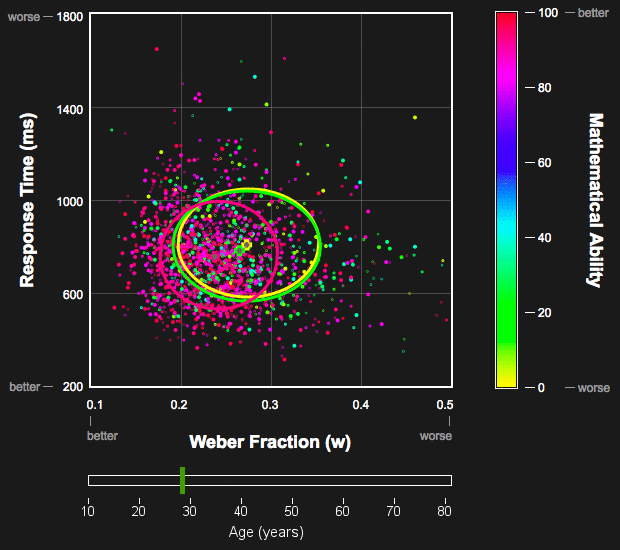 worse
1800
1400
1000
600
better
200
Response Time (ms)
0.1
0.2
0.3
0.4
0.5
better
worse
Weber Fraction (w)
10
20
30
40
50
60
70
80
Age (years)
100
better
80
60
40
20
0
worse
Mathematical Ability